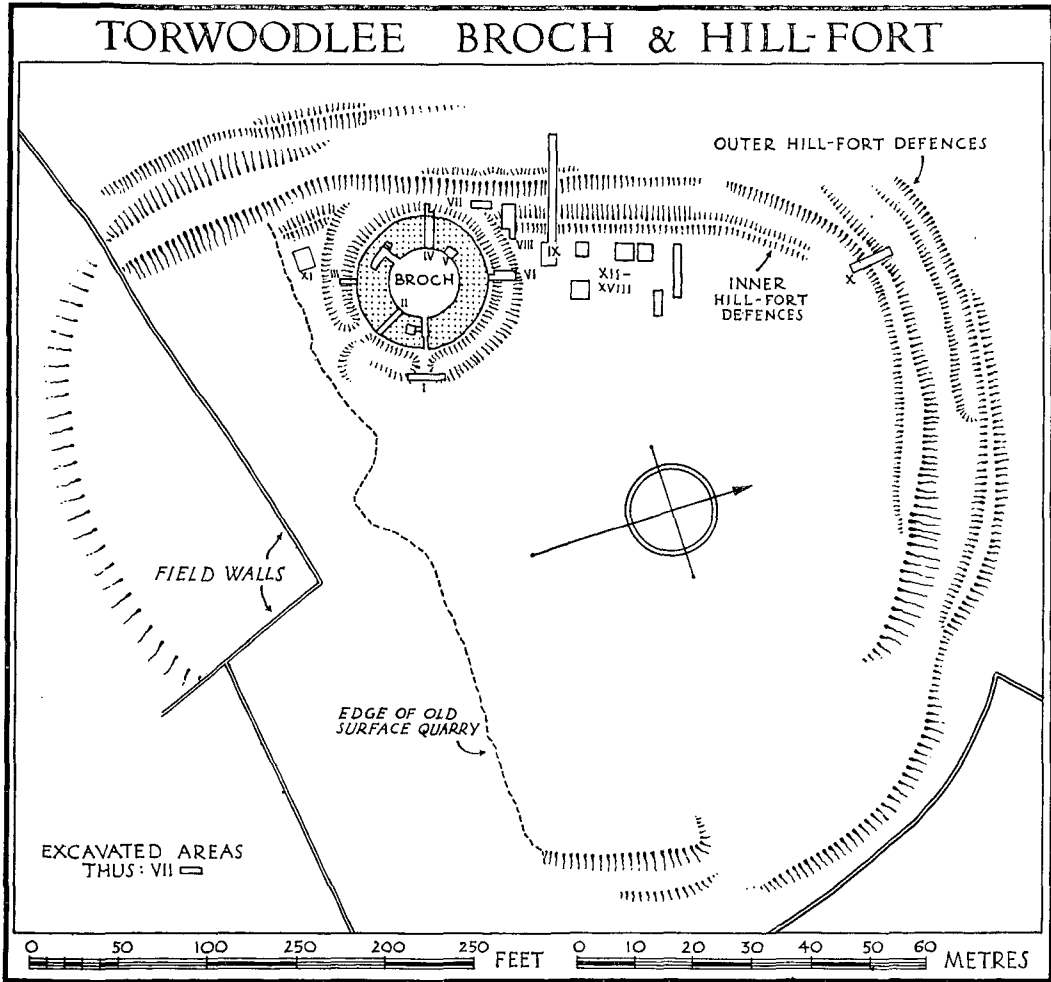 TORWOODLEE BROCH & HILL-FORT
OUTER HILL-FORT DEFENCES
VII
VIII
IV
V
IX
XI
III
BROCH
VI
XII-
XVIII
X
INNER
HILL-FORT
DEFENCES
II
I
FIELD WALLS
EDGE OF OLD
SURFACE QUARRY
EXCAVATED AREAS
THUS: VII
0 50 100 250 200 250 FEET
0 10 20 30 40 50 60 METRES